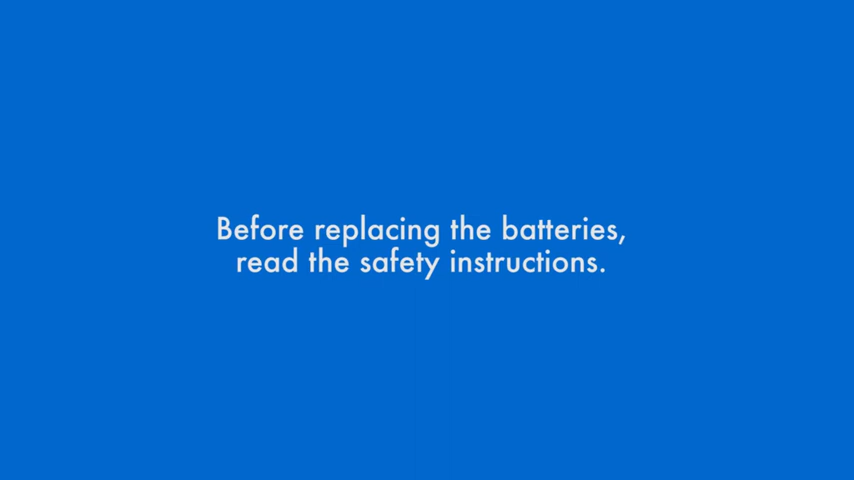 Before replacing the batteries,
read the safety instructions.